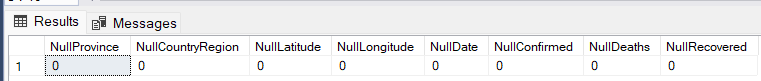 Results Messages
NullProvince NullCountryRegion NullLatitude NullLongitude NullDate NullConfirmed NullDeaths NullRecovered
1 0 0 0 0 0 0 0 0